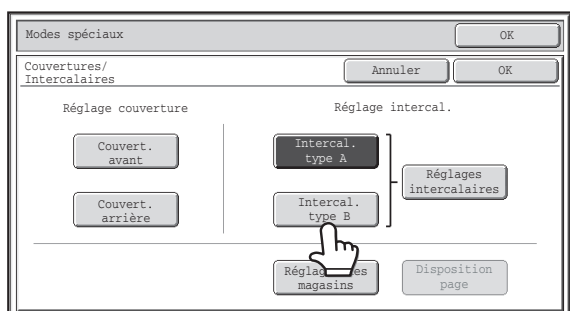 Modes spéciaux
OK
Couvertures/
Intercalaires
Annuler
OK
Réglage couverture
Réglage intercal.
Couvert.
avant
Intercal.
type A
Réglages
intercalaires
Couvert.
arrière
Intercal.
type B
magasins
Disposition
page